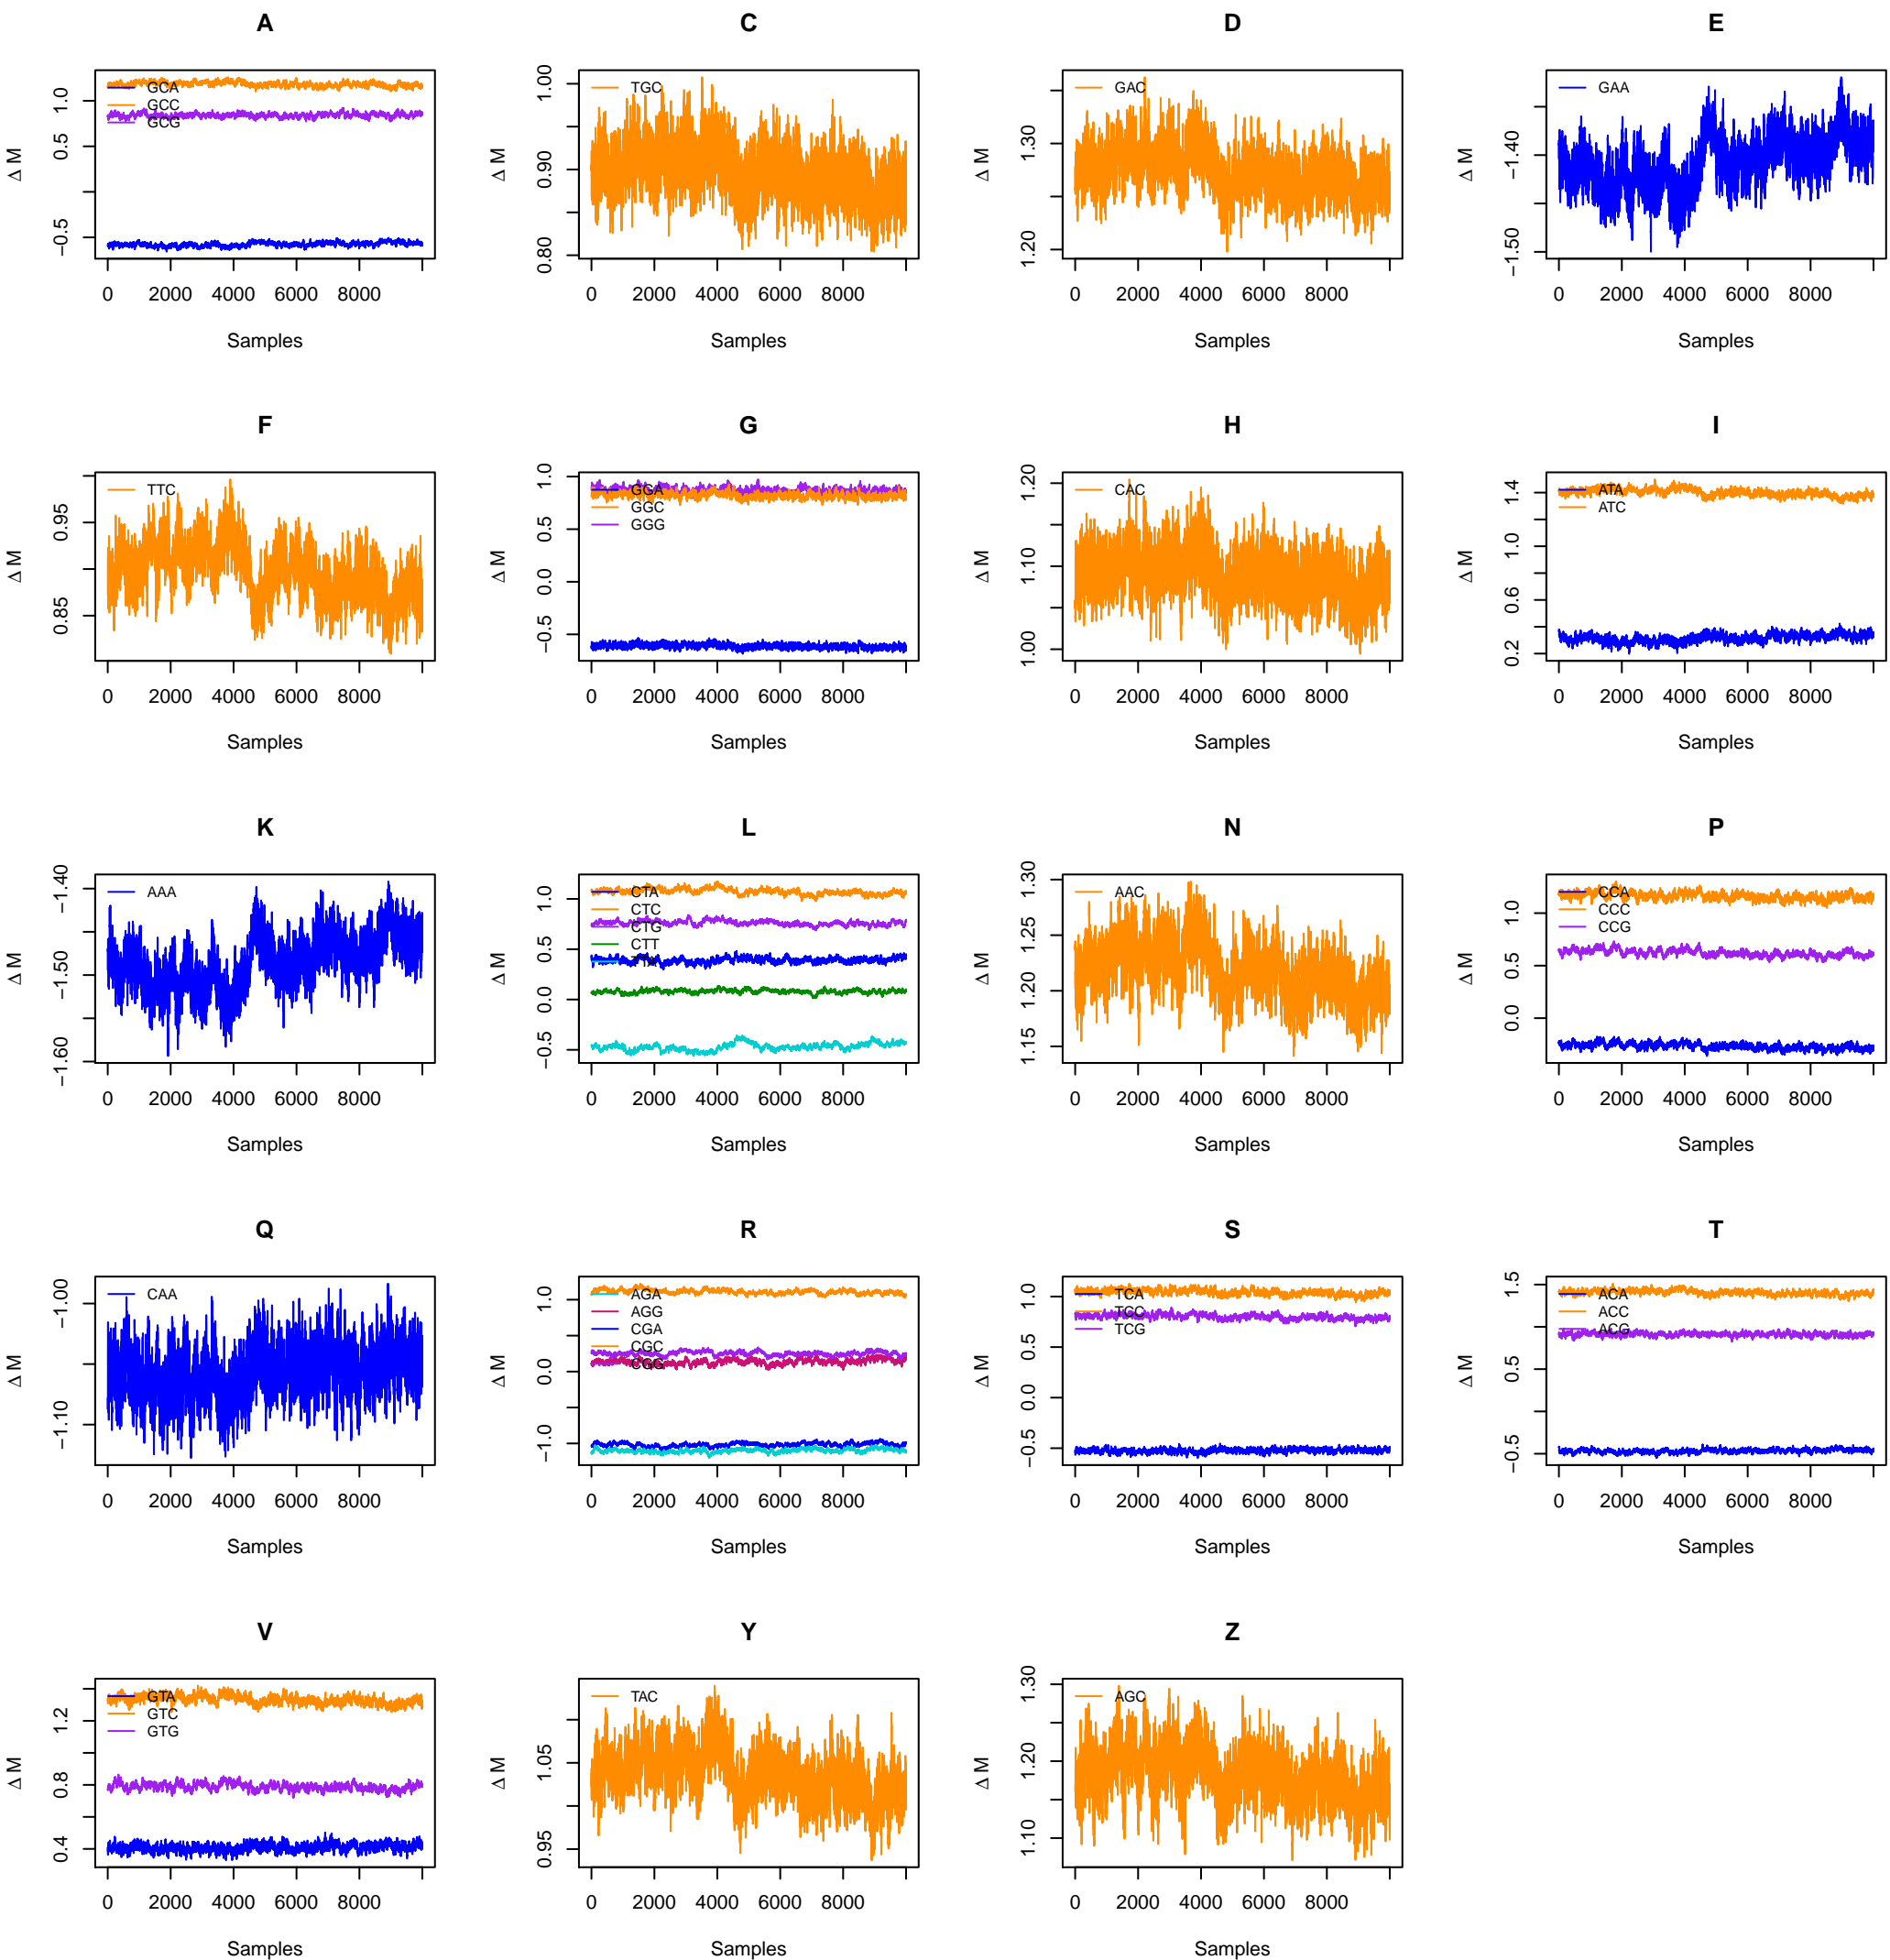 A
C
D
E
Δ M
1.0
0.5
−0.5
GCA
GCC
GCG
0 2000 4000 6000 8000
Samples
Δ M
1.00
0.90
0.80
TGC
0 2000 4000 6000 8000
Samples
Δ M
1.30
1.20
GAC
0 2000 4000 6000 8000
Samples
Δ M
−1.40
−1.50
GAA
0 2000 4000 6000 8000
Samples
F
G
H
I
Δ M
0.95
0.85
TTC
0 2000 4000 6000 8000
Samples
Δ M
1.0
0.5
0.0
−0.5
GGA
GGC
GGG
0 2000 4000 6000 8000
Samples
Δ M
1.20
1.10
1.00
CAC
0 2000 4000 6000 8000
Samples
Δ M
1.4
1.0
0.6
0.2
ATA
ATC
0 2000 4000 6000 8000
Samples
K
L
N
P
Δ M
−1.40
−1.50
−1.60
AAA
0 2000 4000 6000 8000
Samples
Δ M
1.0
0.5
0.0
−0.5
CTA
CTC
CTG
CTT
TTA
0 2000 4000 6000 8000
Samples
Δ M
1.30
1.25
1.20
1.15
AAC
0 2000 4000 6000 8000
Samples
Δ M
1.0
0.5
0.0
CCA
CCC
CCG
0 2000 4000 6000 8000
Samples
Q
R
S
T
Δ M
−1.00
−1.10
CAA
0 2000 4000 6000 8000
Samples
Δ M
1.0
0.0
−1.0
AGA
AGG
CGA
CGC
CGG
0 2000 4000 6000 8000
Samples
Δ M
1.0
0.5
0.0
−0.5
TCA
TCC
TCG
0 2000 4000 6000 8000
Samples
Δ M
1.5
0.5
−0.5
ACA
ACC
ACG
0 2000 4000 6000 8000
Samples
V
Y
Z
Δ M
1.2
0.8
0.4
GTA
GTC
GTG
0 2000 4000 6000 8000
Samples
Δ M
1.05
0.95
TAC
0 2000 4000 6000 8000
Samples
Δ M
1.30
1.20
1.10
AGC
0 2000 4000 6000 8000
Samples